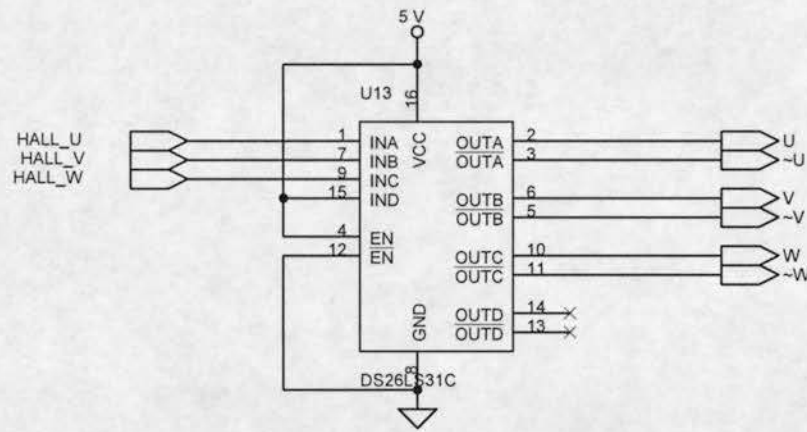 5 V
U13
16
HALL_U 1 INA VCC OUTA 2 U
HALL_V 7 INB OUTA 3 ~U
HALL_W 9 INC
15 IND OUTB 6 V
OUTB 5 ~V
4 EN
12 EN OUTC 10 W
OUTC 11 ~W
GND OUTD 14
OUTD 13
8
DS26LS31C